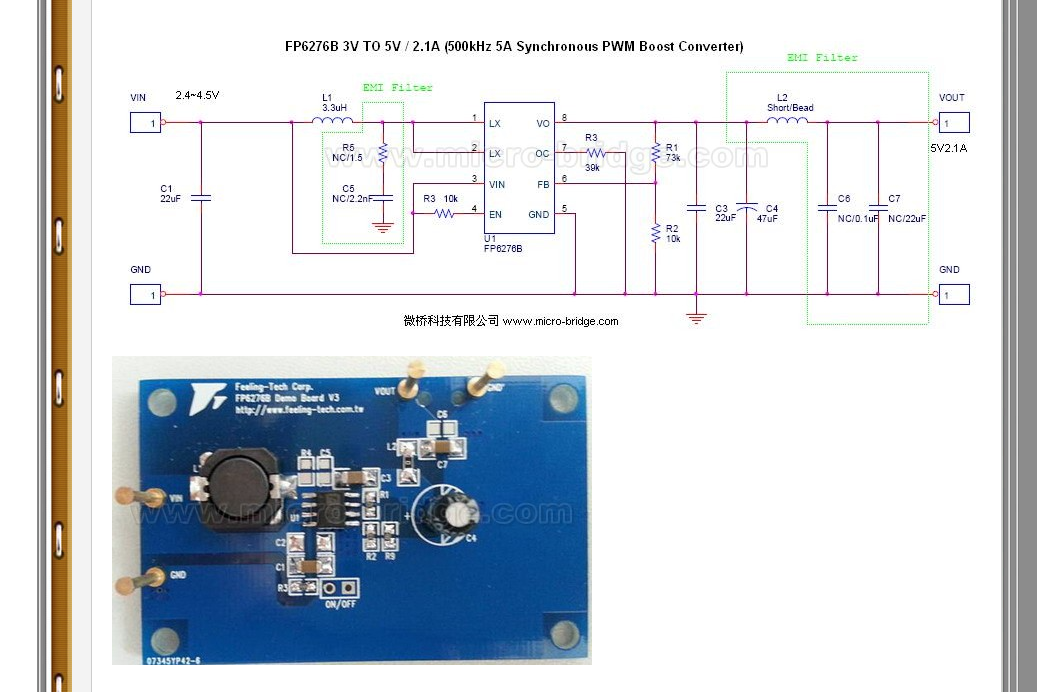 FP6276B 3V TO 5V / 2.1A (500kHz 5A Synchronous PWM Boost Converter)
EMI Filter
VIN
2.4~4.5V
L1
3.3uH
EMI Filter
L2
Short/Bead
VOUT
1
1
LX
VO
8
1
5V2.1A
R5
NC/1.5
2
LX
OC
7
R3
39k
R1
73k
www.micro-bridge.com
C1
22uF
C5
NC/2.2nF
3
VIN
FB
6
R3 10k
4
EN
GND
5
C3
22uF
C4
47uF
C6
NC/0.1uF
C7
NC/22uF
R2
10k
U1
FP6276B
GND
1
GND
1
微桥科技有限公司 www.micro-bridge.com
Feeling-Tech Corp.
FP6276B Demo Board V3
http://www.feeling-tech.com.tw
VOUT
GND
C6
L2
C7
L1
R4
C5
C3
VIN
R1
www.micro-bridge.com
U1
C4
C2
R2
R9
C1
GND
R3
ON/OFF
07345YP42-6